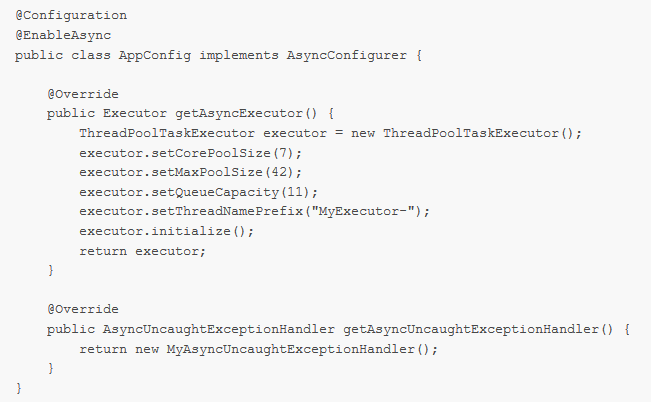 @Configuration
@EnableAsync
public class AppConfig implements AsyncConfigurer {
    @Override
    public Executor getAsyncExecutor() {
        ThreadPoolTaskExecutor executor = new ThreadPoolTaskExecutor();
        executor.setCorePoolSize(7);
        executor.setMaxPoolSize(42);
        executor.setQueueCapacity(11);
        executor.setThreadNamePrefix("MyExecutor-");
        executor.initialize();
        return executor;
    }
    @Override
    public AsyncUncaughtExceptionHandler getAsyncUncaughtExceptionHandler() {
        return new MyAsyncUncaughtExceptionHandler();
    }
}